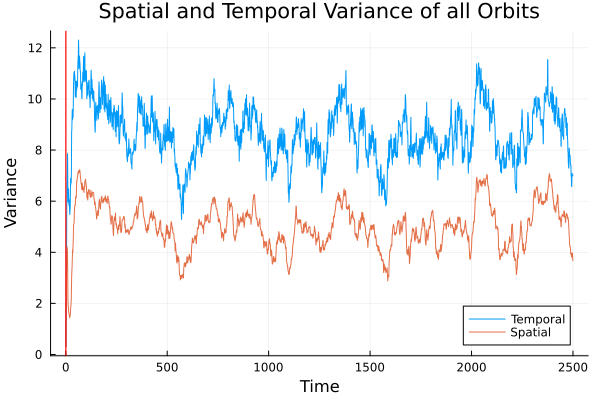 Spatial and Temporal Variance of all Orbits
12
10
8
6
4
2
0
Variance
Temporal
Spatial
0 500 1000 1500 2000 2500
Time